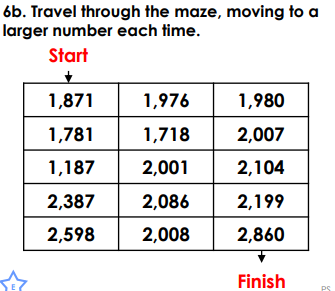 6b. Travel through the maze, moving to a
larger number each time.
Start
1,871 1,976 1,980
1,781 1,718 2,007
1,187 2,001 2,104
2,387 2,086 2,199
2,598 2,008 2,860
E
Finish
PS